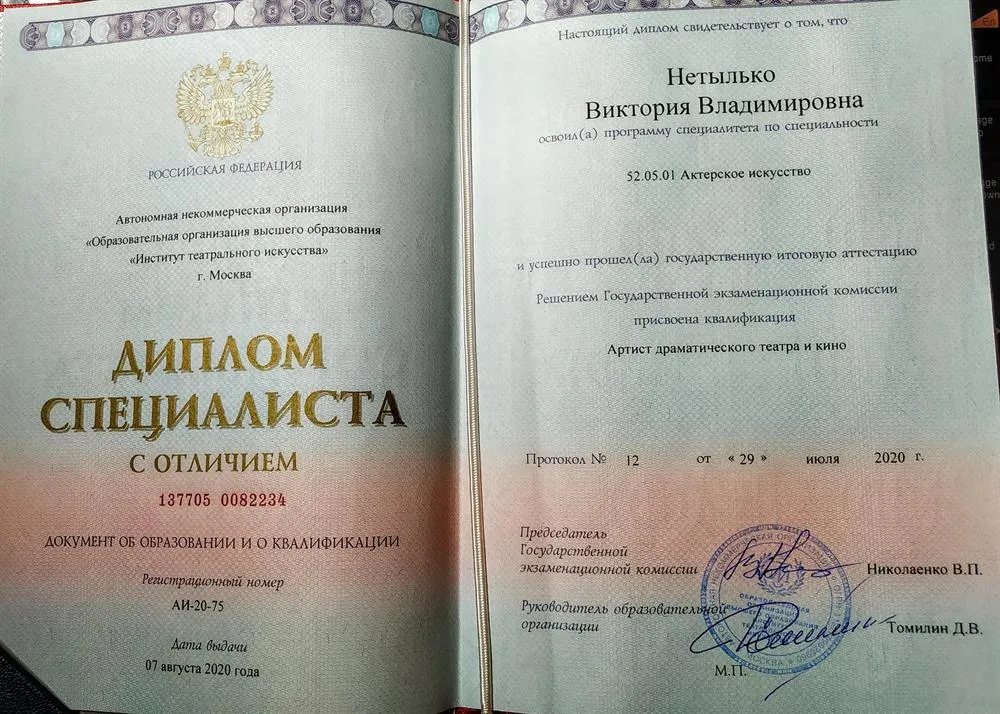 РОССИЙСКАЯ ФЕДЕРАЦИЯ
Автономная некоммерческая организация
«Образовательная организация высшего образования
«Институт театрального искусства»
г. Москва
ДИПЛОМ
СПЕЦИАЛИСТА
С ОТЛИЧИЕМ
137705 0082234
ДОКУМЕНТ ОБ ОБРАЗОВАНИИ И О КВАЛИФИКАЦИИ
Регистрационный номер
АИ-20-75
Дата выдачи
07 августа 2020 года
Настоящий диплом свидетельствует о том, что
Нетылько
Виктория Владимировна
освоил(а) программу специалитета по специальности
52.05.01 Актерское искусство
и успешно прошел(ла) государственную итоговую аттестацию
Решением Государственной экзаменационной комиссии
присвоена квалификация
Артист драматического театра и кино
Протокол № 12 от « 29 » июля 2020 г.
Председатель
Государственной
экзаменационной комиссии Николаенко В.П.
Руководитель образовательной
организации Томилин Д.В.
М.П.
En